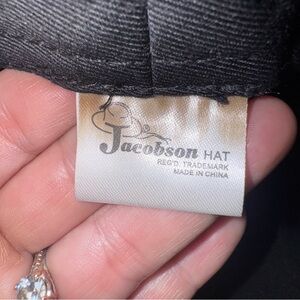 Jacobson HAT
REG'D. TRADEMARK
MADE IN CHINA